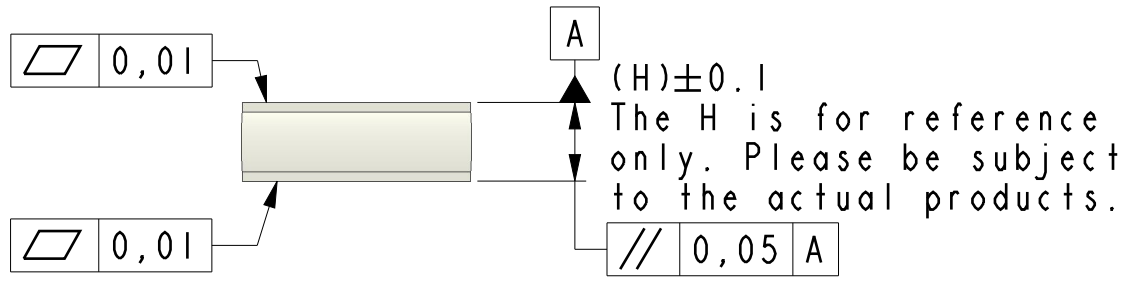 A
0,01
(H)±0.1
The H is for reference
only. Please be subject
to the actual products.
0,01
// 0,05 A